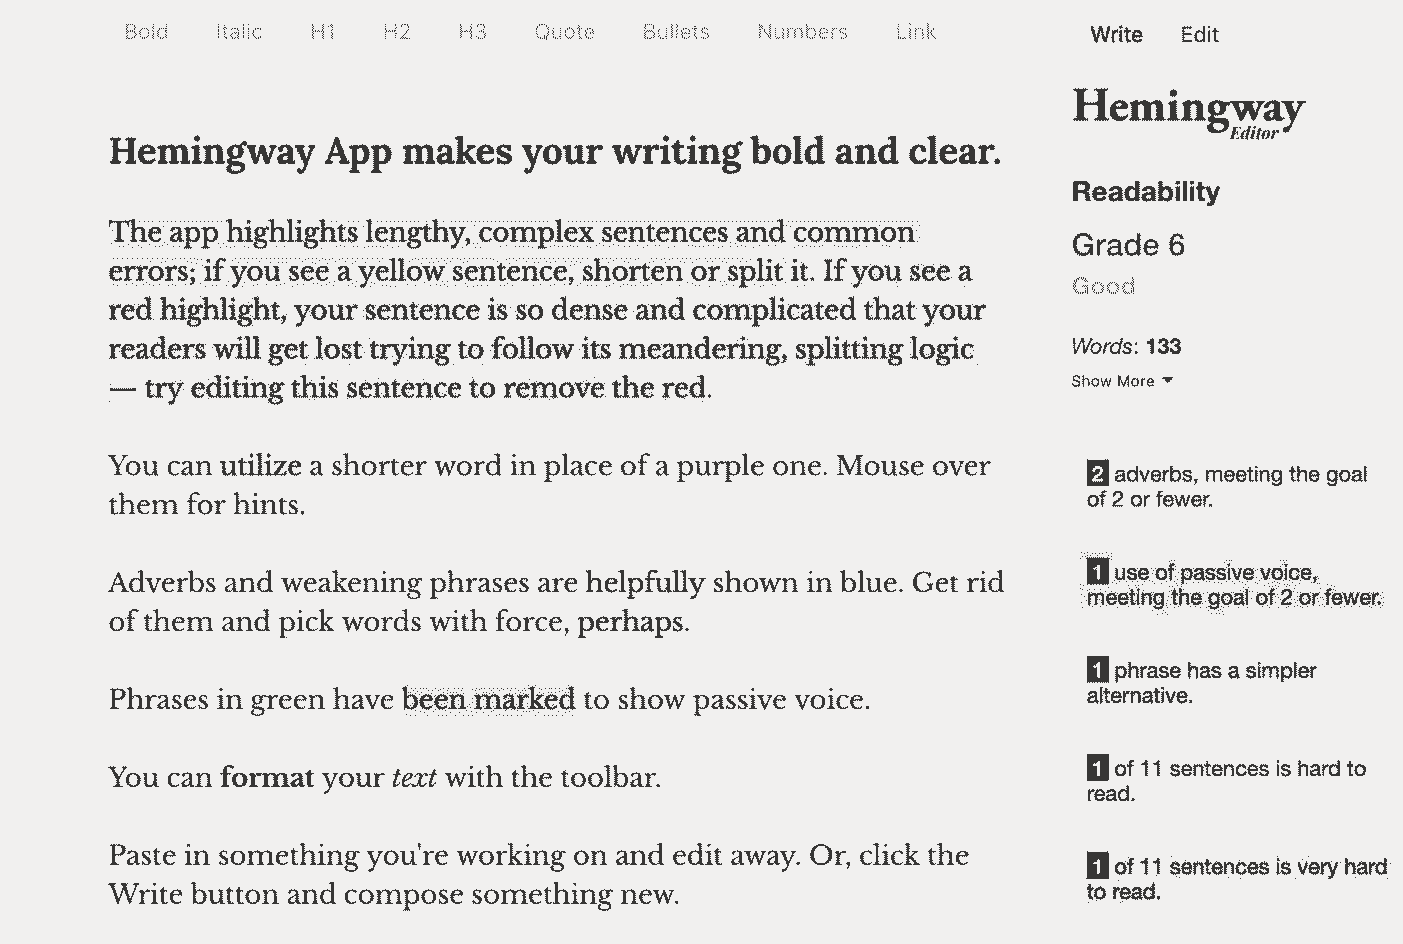 Bold Italic H1 H2 H3 Quote Bullets Numbers Link
Write Edit
Hemingway App makes your writing bold and clear.
The app highlights lengthy, complex sentences and common
errors; if you see a yellow sentence, shorten or split it. If you see a
red highlight, your sentence is so dense and complicated that your
readers will get lost trying to follow its meandering, splitting logic
— try editing this sentence to remove the red.
You can utilize a shorter word in place of a purple one. Mouse over
them for hints.
Adverbs and weakening phrases are helpfully shown in blue. Get rid
of them and pick words with force, perhaps.
Phrases in green have been marked to show passive voice.
You can format your text with the toolbar.
Paste in something you're working on and edit away. Or, click the
Write button and compose something new.
Hemingway
Editor
Readability
Grade 6
Good
Words: 133
Show More
2 adverbs, meeting the goal
of 2 or fewer.
1 use of passive voice,
meeting the goal of 2 or fewer.
1 phrase has a simpler
alternative.
1 of 11 sentences is hard to
read.
1 of 11 sentences is very hard
to read.